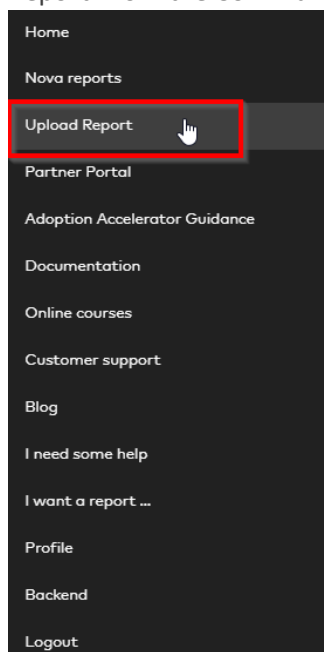 Home
Nova reports
Upload Report
Partner Portal
Adoption Accelerator Guidance
Documentation
Online courses
Customer support
Blog
I need some help
I want a report ...
Profile
Backend
Logout